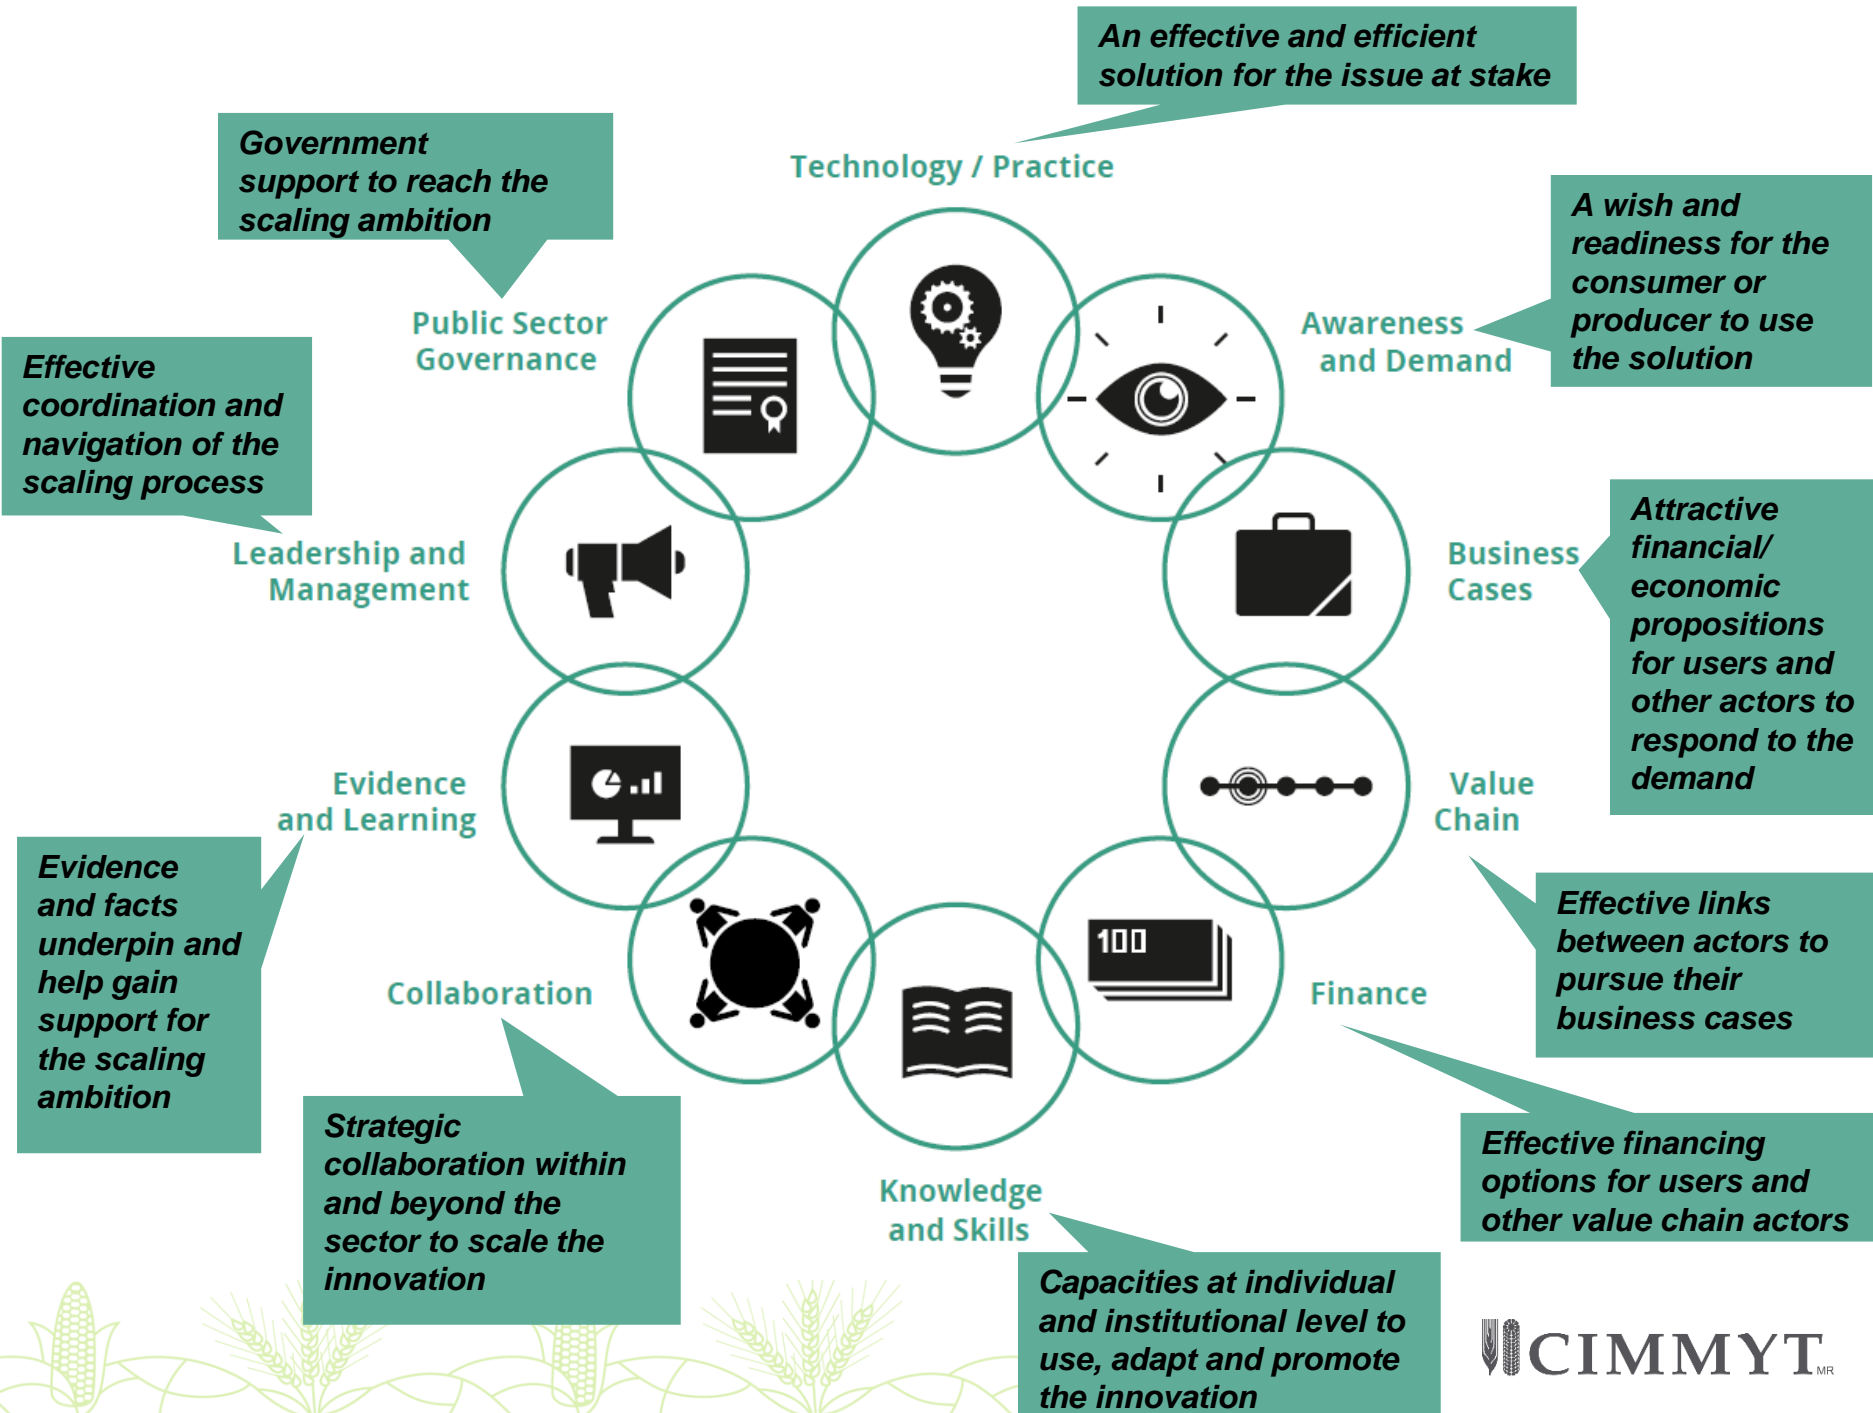 An effective and efficient
solution for the issue at stake
Technology / Practice
Government
support to reach the
scaling ambition
Public Sector
Governance
A wish and
readiness for the
consumer or
producer to use
the solution
Awareness
and Demand
Effective
coordination and
navigation of the
scaling process
Leadership and
Management
Attractive
financial/
economic
propositions
for users and
other actors to
respond to the
demand
Business
Cases
Evidence
and Learning
Evidence
and facts
underpin and
help gain
support for
the scaling
ambition
Value
Chain
Effective links
between actors to
pursue their
business cases
Collaboration
Strategic
collaboration within
and beyond the
sector to scale the
innovation
100
Finance
Effective financing
options for users and
other value chain actors
Knowledge
and Skills
Capacities at individual
and institutional level to
use, adapt and promote
the innovation
CIMMYT MR